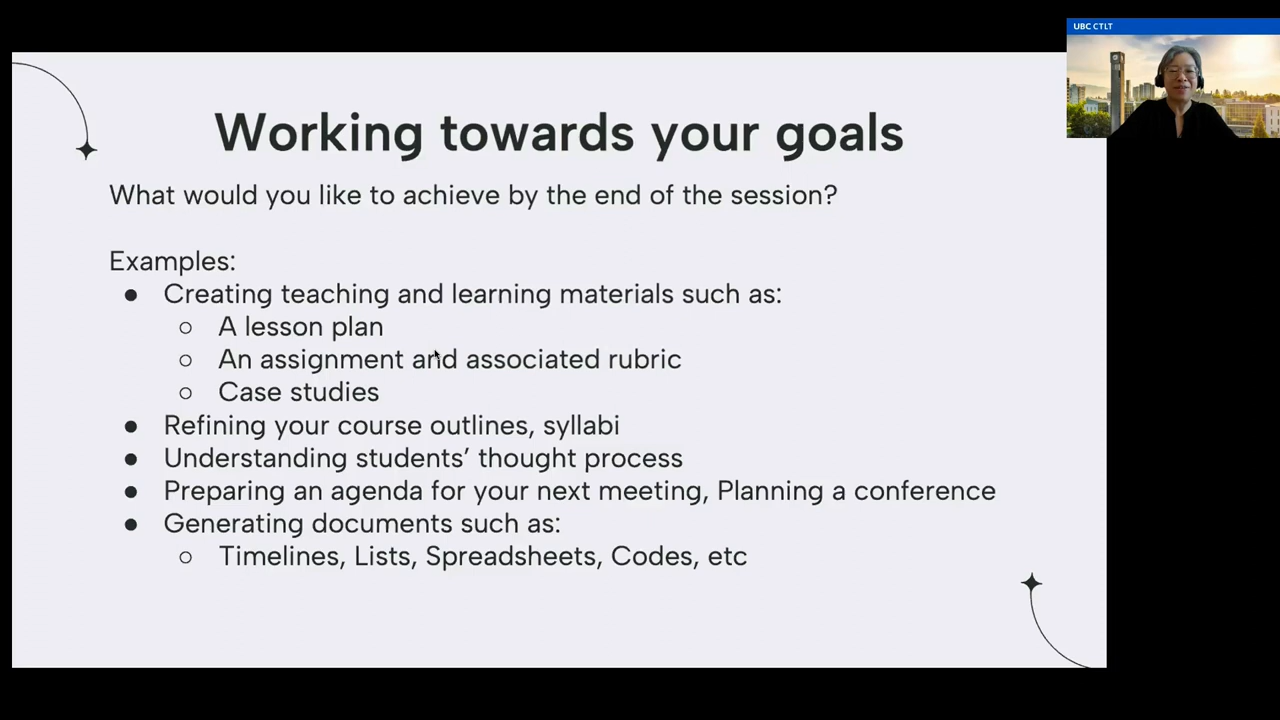 UBC CTLT
Working towards your goals
What would you like to achieve by the end of the session?
Examples:
● Creating teaching and learning materials such as:
○ A lesson plan
○ An assignment and associated rubric
○ Case studies
● Refining your course outlines, syllabi
● Understanding students’ thought process
● Preparing an agenda for your next meeting, Planning a conference
● Generating documents such as:
○ Timelines, Lists, Spreadsheets, Codes, etc